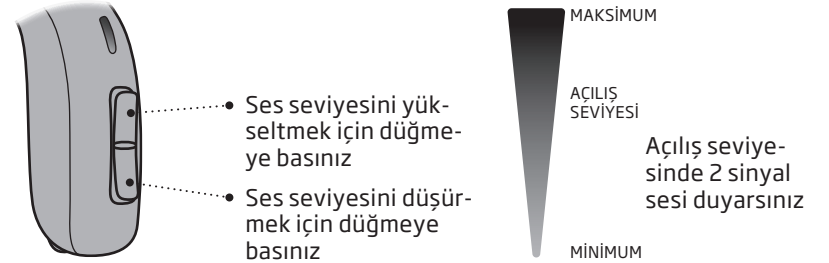 Ses seviyesini yük-
seltmek için düğme-
ye basınız
Ses seviyesini düşür-
mek için düğmeye
basınız
MAKSİMUM
AÇILIŞ
SEVİYESİ
MİNİMUM
Açılış seviye-
sinde 2 sinyal
sesi duyarsınız